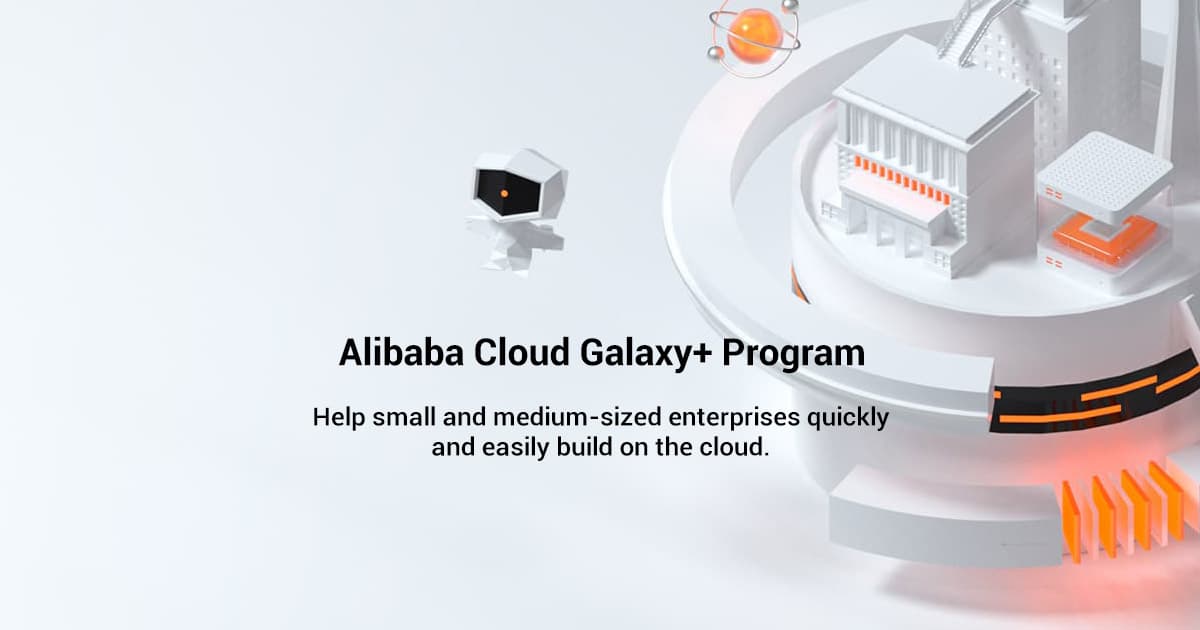 Alibaba Cloud Galaxy+ Program
Help small and medium-sized enterprises quickly
and easily build on the cloud.